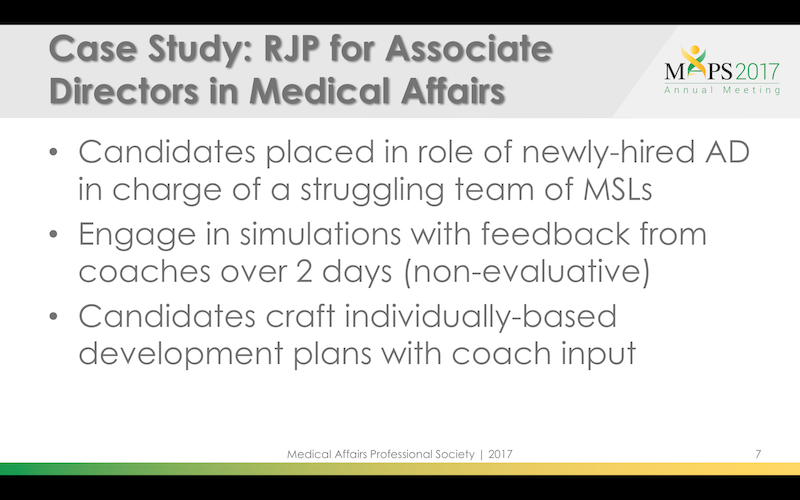 Case Study: RJP for Associate
Directors in Medical Affairs
MAPS 2017
Annual Meeting
• Candidates placed in role of newly-hired AD
in charge of a struggling team of MSLs
• Engage in simulations with feedback from
coaches over 2 days (non-evaluative)
• Candidates craft individually-based
development plans with coach input
Medical Affairs Professional Society | 2017
7